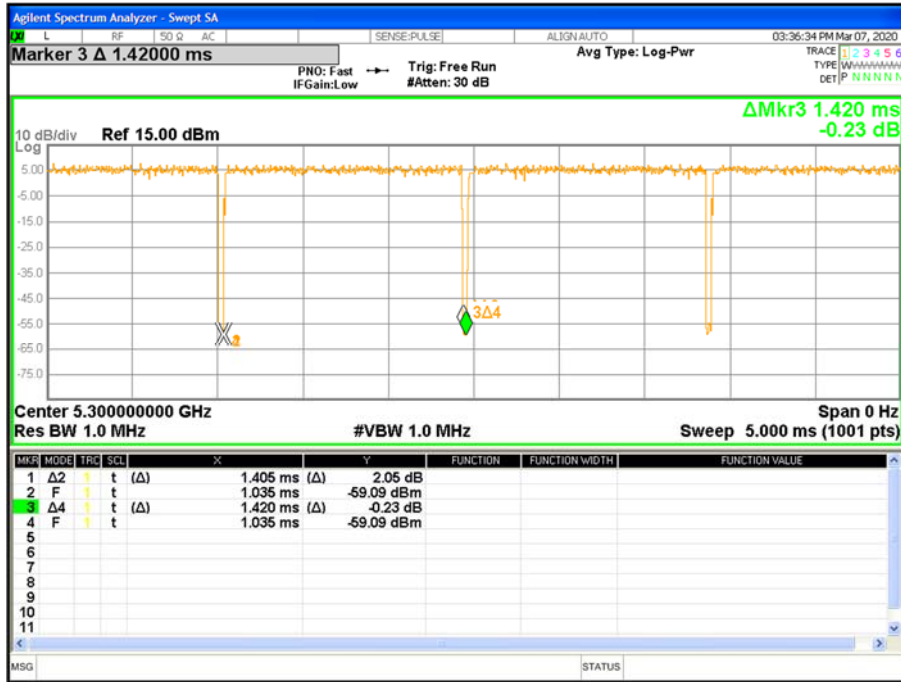 Agilent Spectrum Analyzer - Swept SA
LXI L RF 50 Ω AC SENSE:PULSE ALIGN AUTO 03:36:34 PM Mar 07, 2020
Marker 3 Δ 1.42000 ms Avg Type: Log-Pwr TRACE 1 2 3 4 5 6
PNO: Fast Trig: Free Run TYPE W
IFGain:Low #Atten: 30 dB DET P N N N N N
ΔMkr3 1.420 ms
10 dB/div Ref 15.00 dBm -0.23 dB
Log
5.00
-5.00
-15.0
-25.0
-35.0
-45.0
3Δ4
-55.0
-65.0
-75.0
Center 5.300000000 GHz Span 0 Hz
Res BW 1.0 MHz #VBW 1.0 MHz Sweep 5.000 ms (1001 pts)
MKR MODE TRC SCL X Y FUNCTION FUNCTION WIDTH FUNCTION VALUE
1 Δ2 1 t (Δ) 1.405 ms (Δ) 2.05 dB
2 F 1 t 1.035 ms -59.09 dBm
3 Δ4 1 t (Δ) 1.420 ms (Δ) -0.23 dB
4 F 1 t 1.035 ms -59.09 dBm
5
6
7
8
9
10
11
MSG STATUS